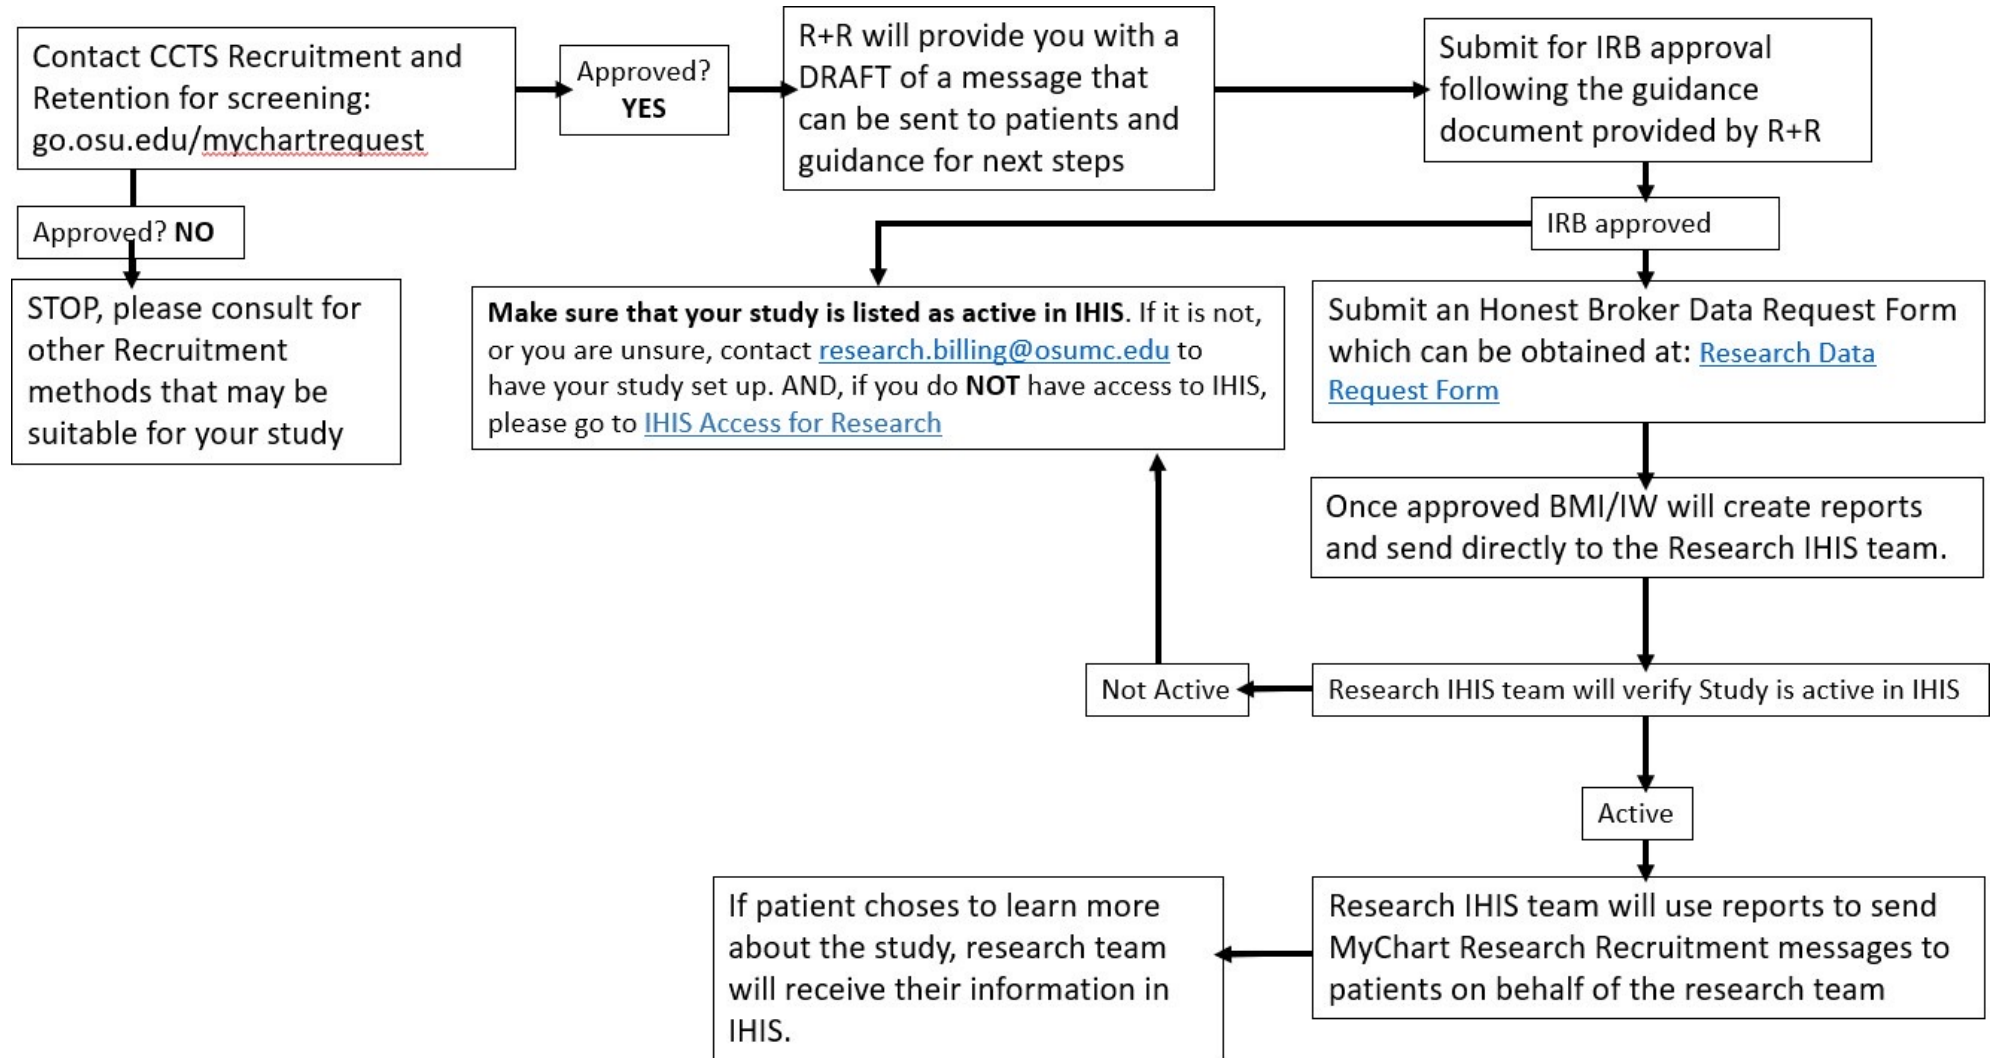 Contact CCTS Recruitment and
Retention for screening:
go.osu.edu/mychartrequest
Approved?
YES
R+R will provide you with a
DRAFT of a message that
can be sent to patients and
guidance for next steps
Submit for IRB approval
following the guidance
document provided by R+R
Approved? NO
STOP, please consult for
other Recruitment
methods that may be
suitable for your study
IRB approved
Make sure that your study is listed as active in IHIS. If it is not,
or you are unsure, contact research.billing@osumc.edu to
have your study set up. AND, if you do NOT have access to IHIS,
please go to IHIS Access for Research
Submit an Honest Broker Data Request Form
which can be obtained at: Research Data
Request Form
Once approved BMI/IW will create reports
and send directly to the Research IHIS team.
Not Active
Research IHIS team will verify Study is active in IHIS
Active
Research IHIS team will use reports to send
MyChart Research Recruitment messages to
patients on behalf of the research team
If patient choses to learn more
about the study, research team
will receive their information in
IHIS.